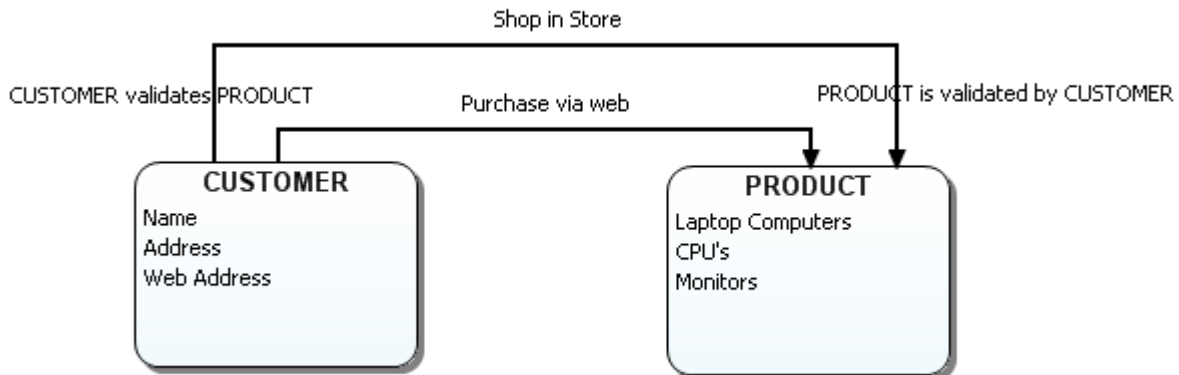 Shop in Store
CUSTOMER validates PRODUCT
PRODUCT is validated by CUSTOMER
Purchase via web
CUSTOMER
Name
Address
Web Address
PRODUCT
Laptop Computers
CPU's
Monitors